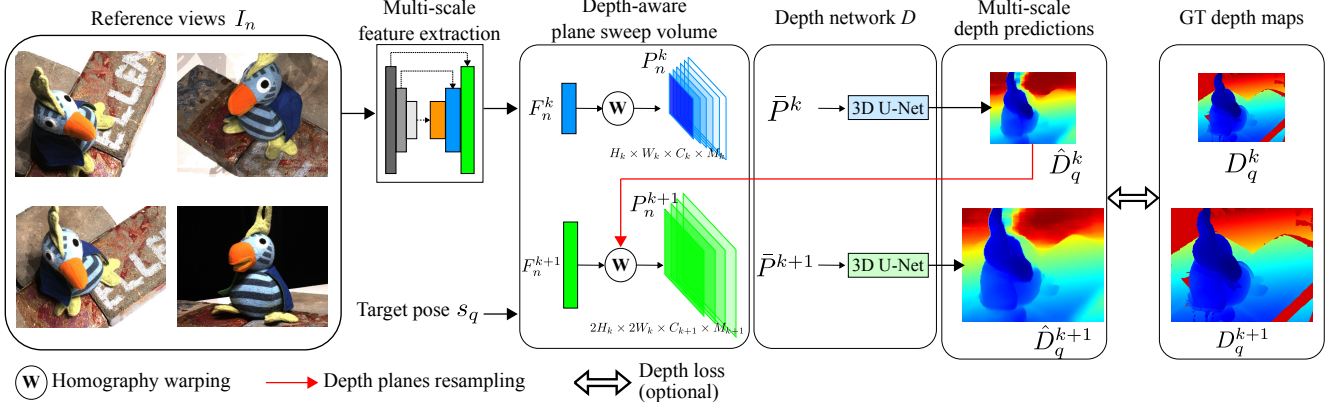 Reference views I_n
Multi-scale
feature extraction
Depth-aware
plane sweep volume
Depth network D
Multi-scale
depth predictions
GT depth maps
ELLEN
ELLEN
F_n^k
W
P_n^k
H_k × W_k × C_k × M_k
P̄^k
3D U-Net
D̂_q^k
D_q^k
F_n^{k+1}
W
P_n^{k+1}
2H_k × 2W_k × C_{k+1} × M_{k+1}
P̄^{k+1}
3D U-Net
D̂_q^{k+1}
D_q^{k+1}
Target pose s_q
W Homography warping
Depth planes resampling
Depth loss
(optional)